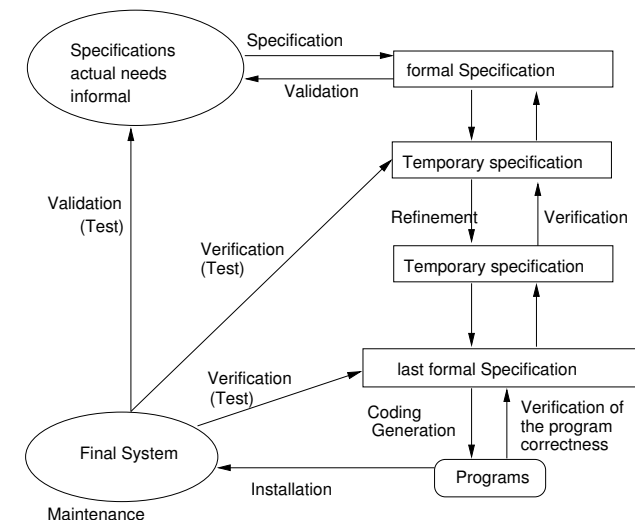 Specifications
actual needs
informal
Specification
Validation
formal Specification
Temporary specification
Validation
(Test)
Verification
(Test)
Refinement
Verification
Temporary specification
last formal Specification
Verification
(Test)
Coding
Generation
Verification of
the program
correctness
Final System
Programs
Installation
Maintenance